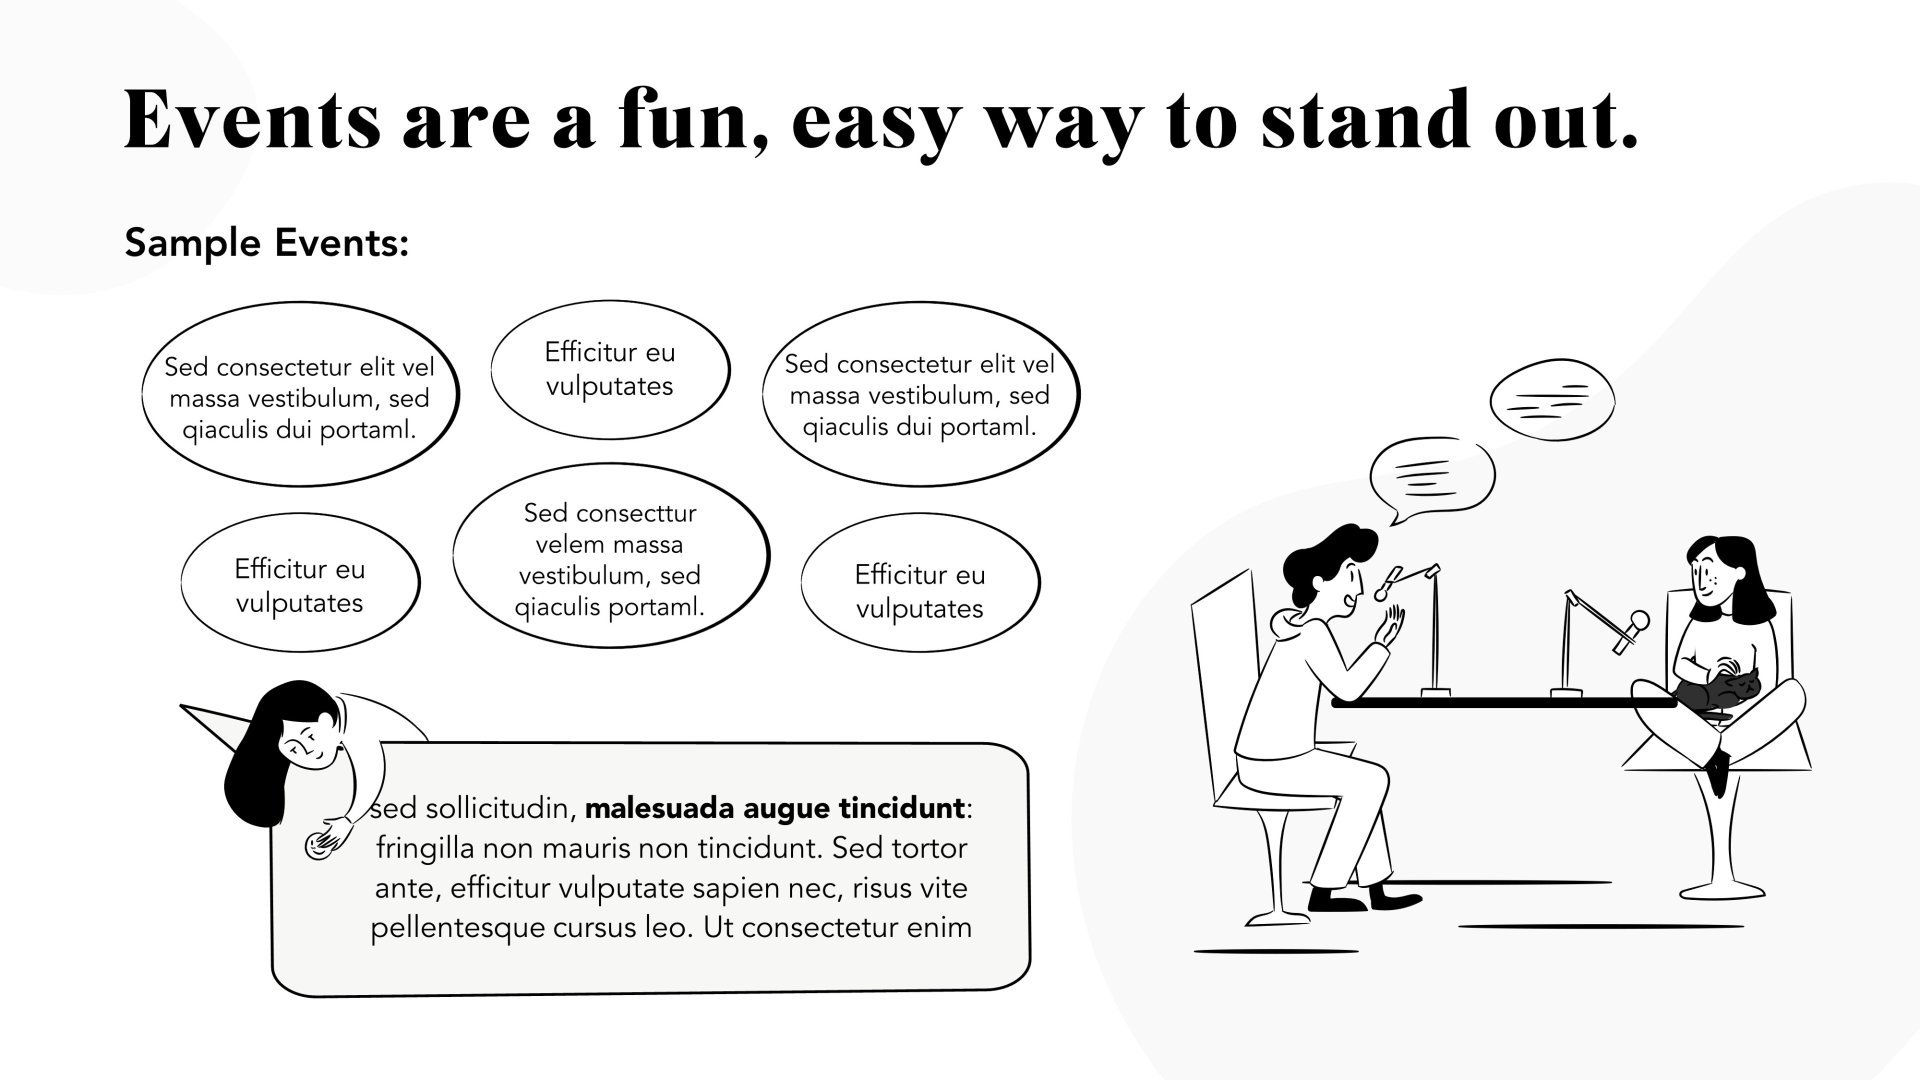 Events are a fun, easy way to stand out.
Sample Events:
Sed consectetur elit vel
massa vestibulum, sed
qiaculis dui portaml.
Efficitur eu
vulputates
Sed consectetur elit vel
massa vestibulum, sed
qiaculis dui portaml.
Efficitur eu
vulputates
Sed consecttur
velem massa
vestibulum, sed
qiaculis portaml.
Efficitur eu
vulputates
sed sollicitudin, malesuada augue tincidunt:
fringilla non mauris non tincidunt. Sed tortor
ante, efficitur vulputate sapien nec, risus vite
pellentesque cursus leo. Ut consectetur enim